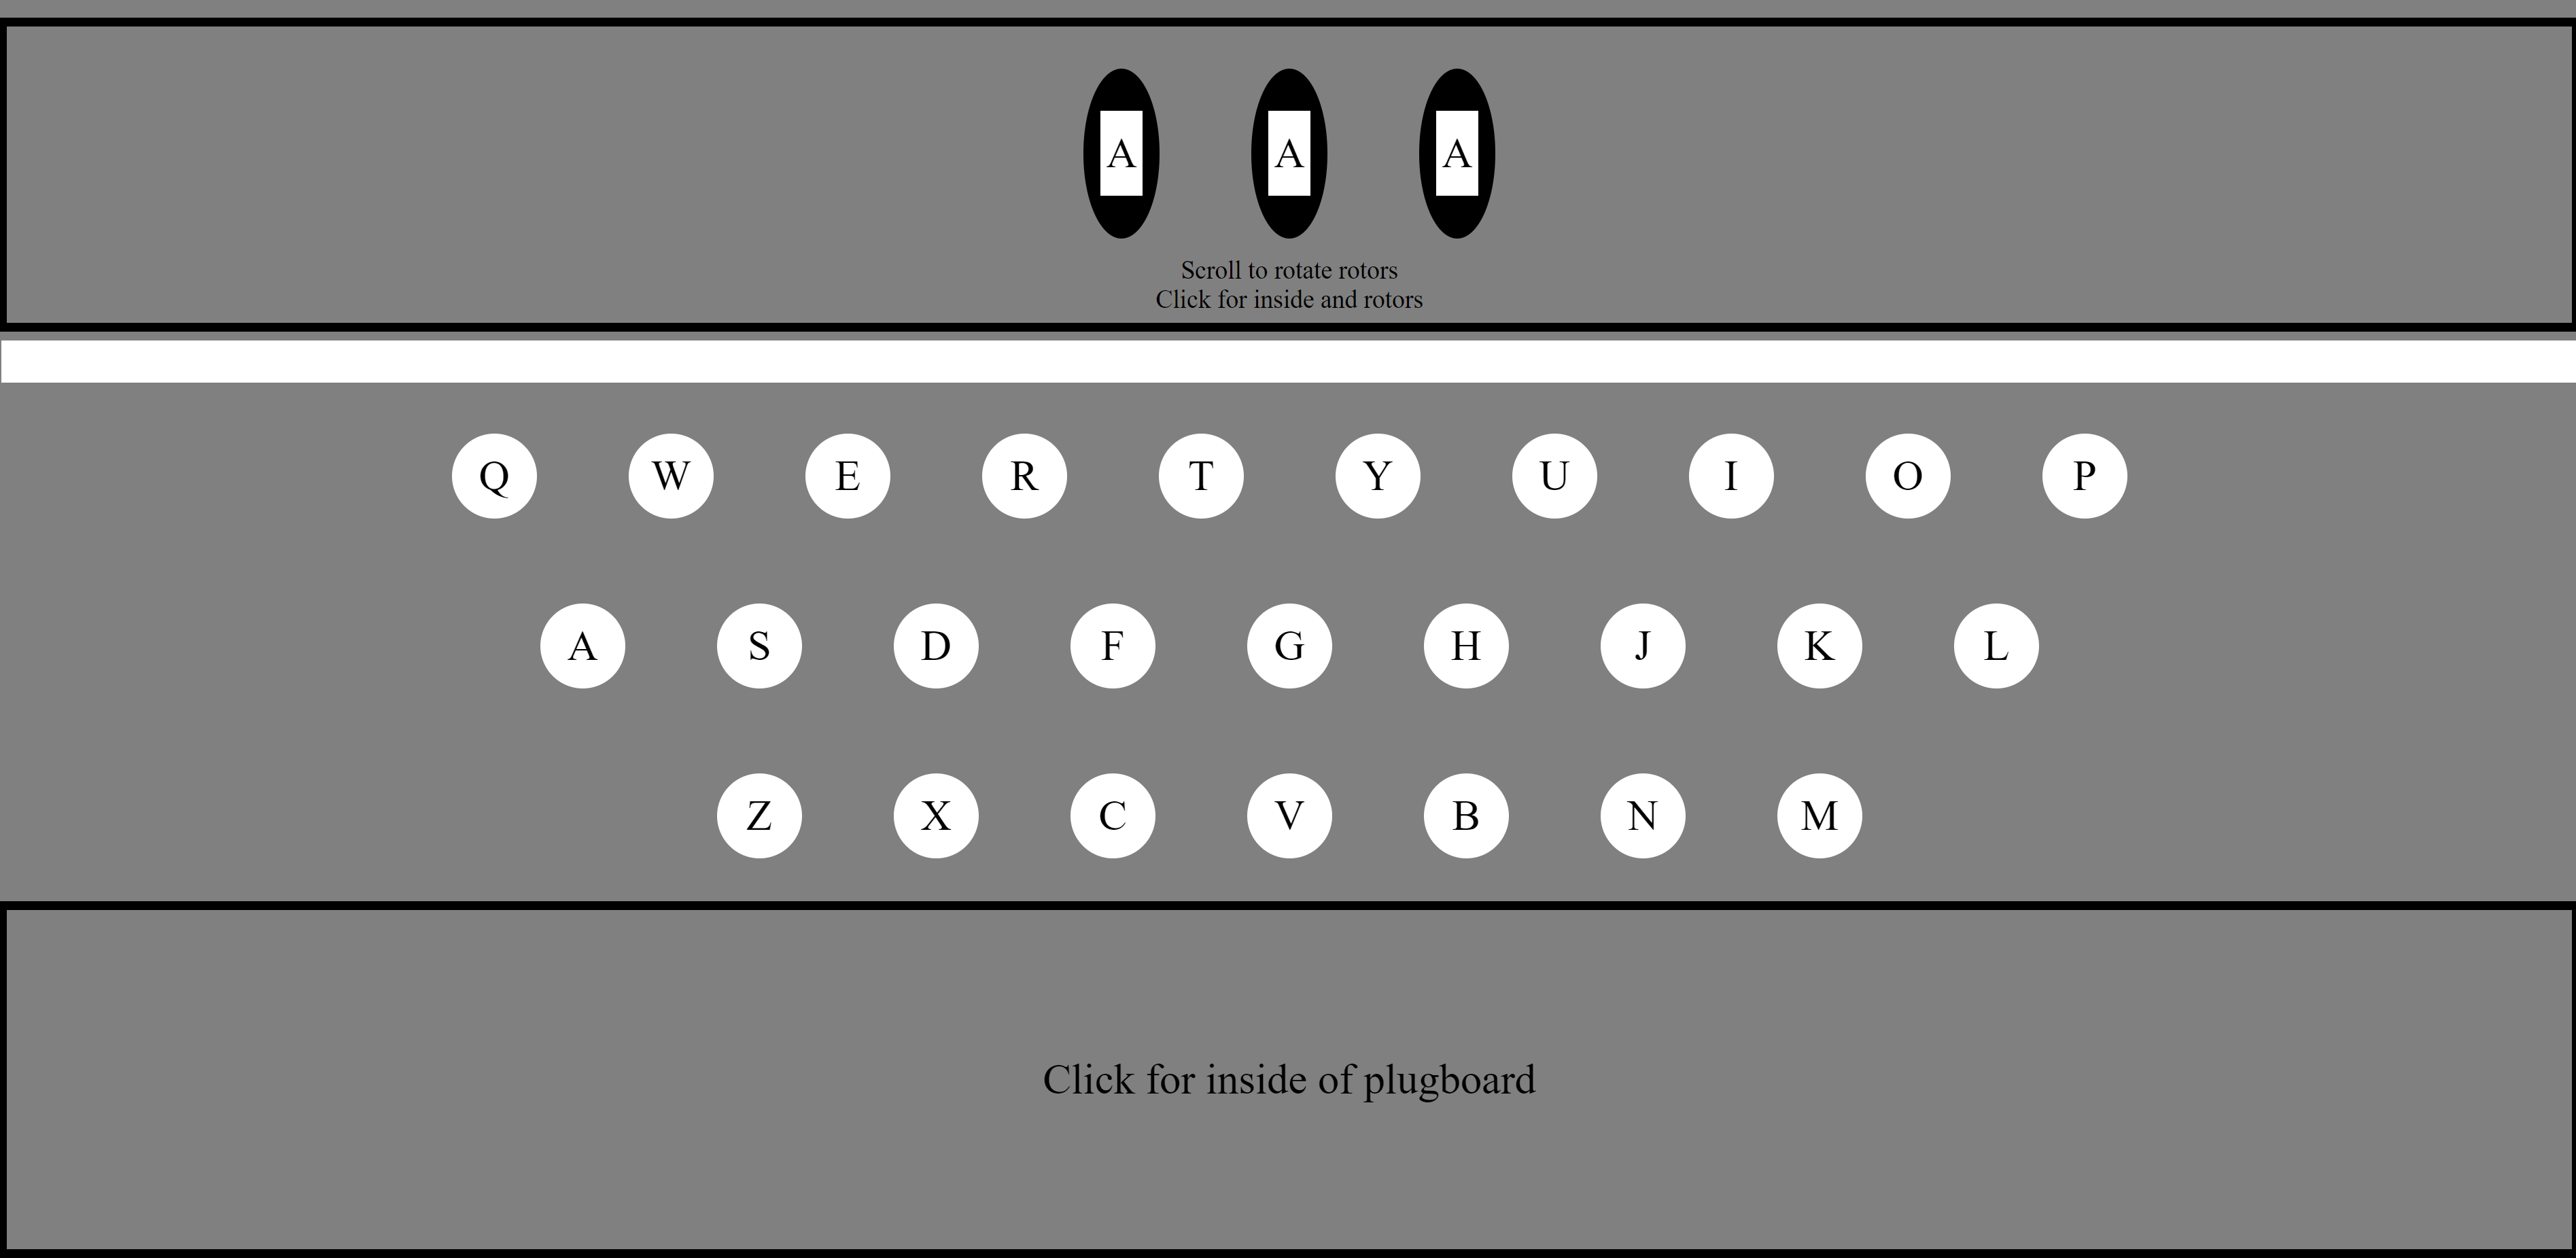 A A A
Scroll to rotate rotors
Click for inside and rotors
Q W E R T Y U I O P
A S D F G H J K L
Z X C V B N M
Click for inside of plugboard